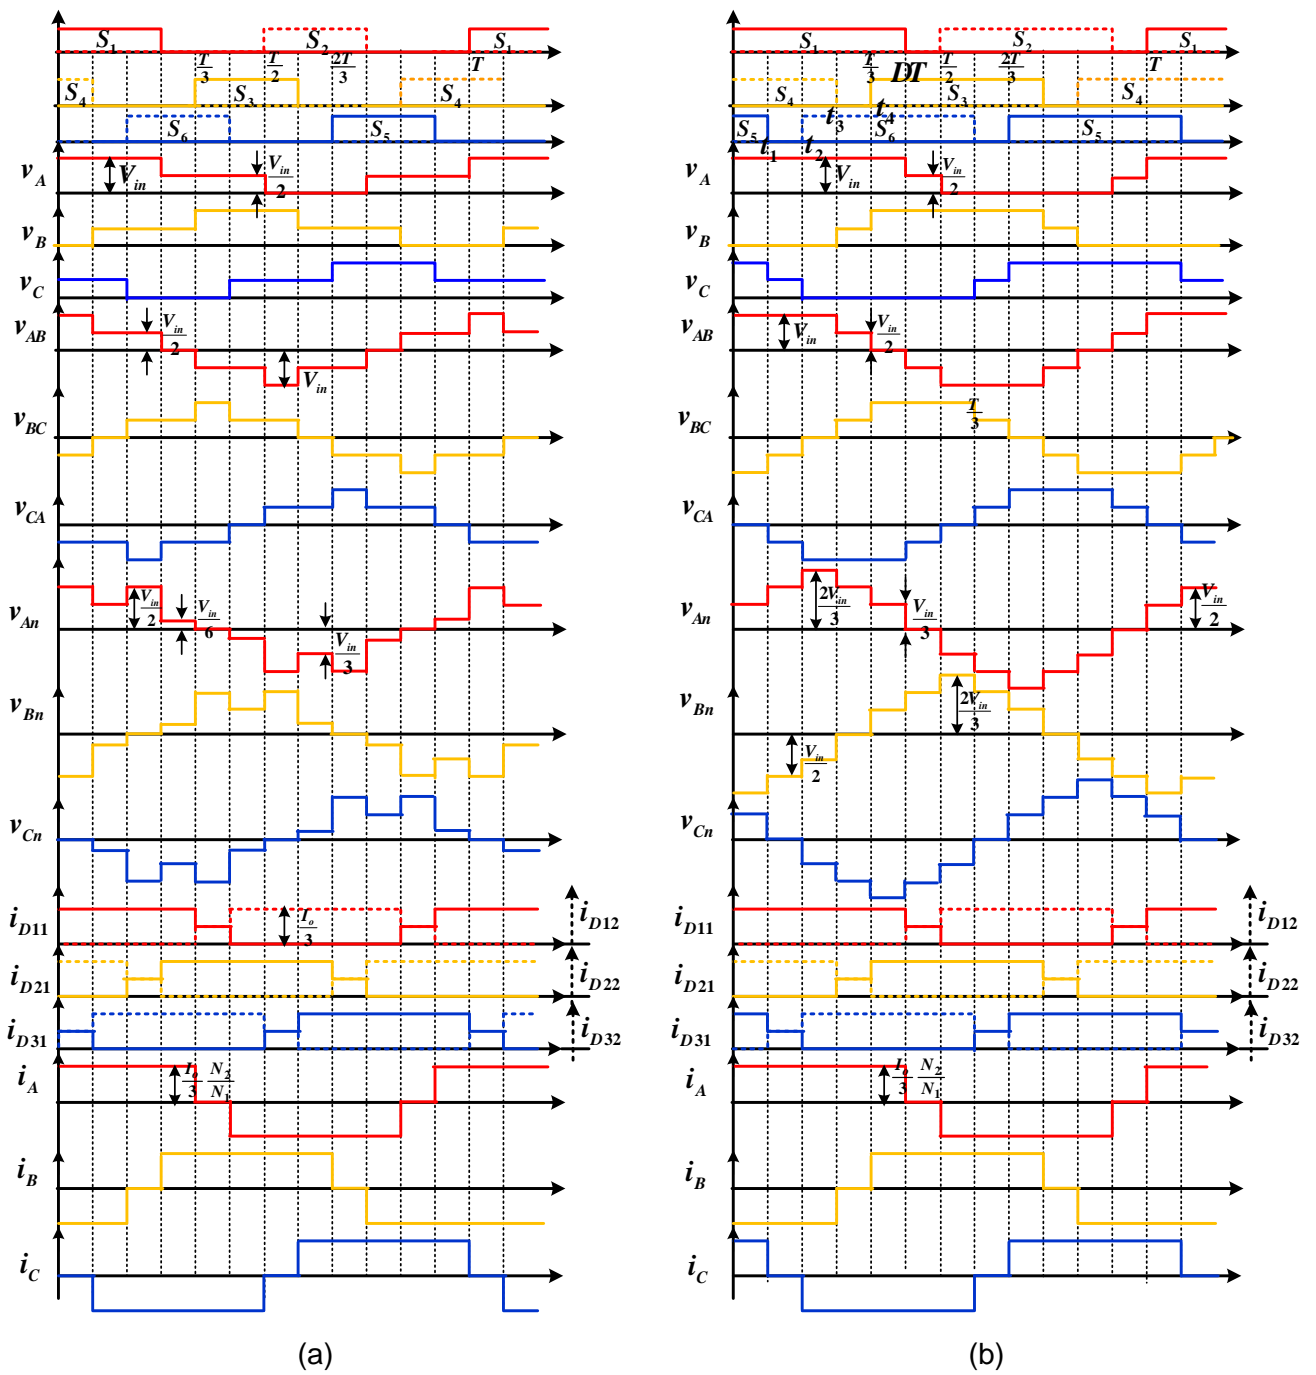 S1 S2 S1
T/3 T/2 2T/3 T
S4 S3 S4
S6 S5
vA Vin Vin/2
vB
vC
vAB Vin/2 Vin
vBC
vCA
vAn Vin/2 Vin/6 Vin/3
vBn
vCn
iD11 Io/3 iD12
iD21 iD22
iD31 iD32
iA Io/3 N2/N1
iB
iC
(a)
S1 S2 S1
T/3 DT T/2 2T/3 T
S4 S3 S4
t3 t4
S5 S6 S5
t1 t2
vA Vin Vin/2
vB
vC
vAB Vin Vin/2
vBC T/3
vCA
vAn 2Vin/3 Vin/3 Vin/2
vBn 2Vin/3 Vin/2
vCn
iD11 iD12
iD21 iD22
iD31 iD32
iA Io/3 N2/N1
iB
iC
(b)